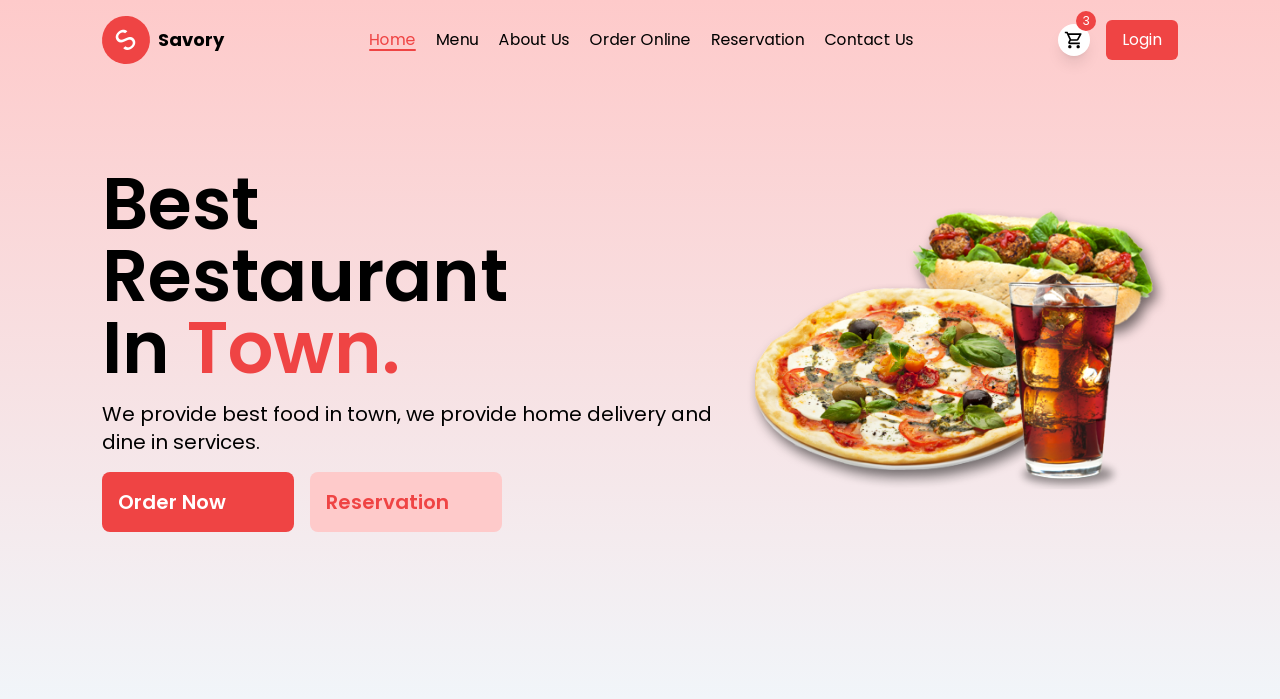 Savory
Home Menu About Us Order Online Reservation Contact Us
3
Login
Best
Restaurant
In Town.
We provide best food in town, we provide home delivery and
dine in services.
Order Now
Reservation